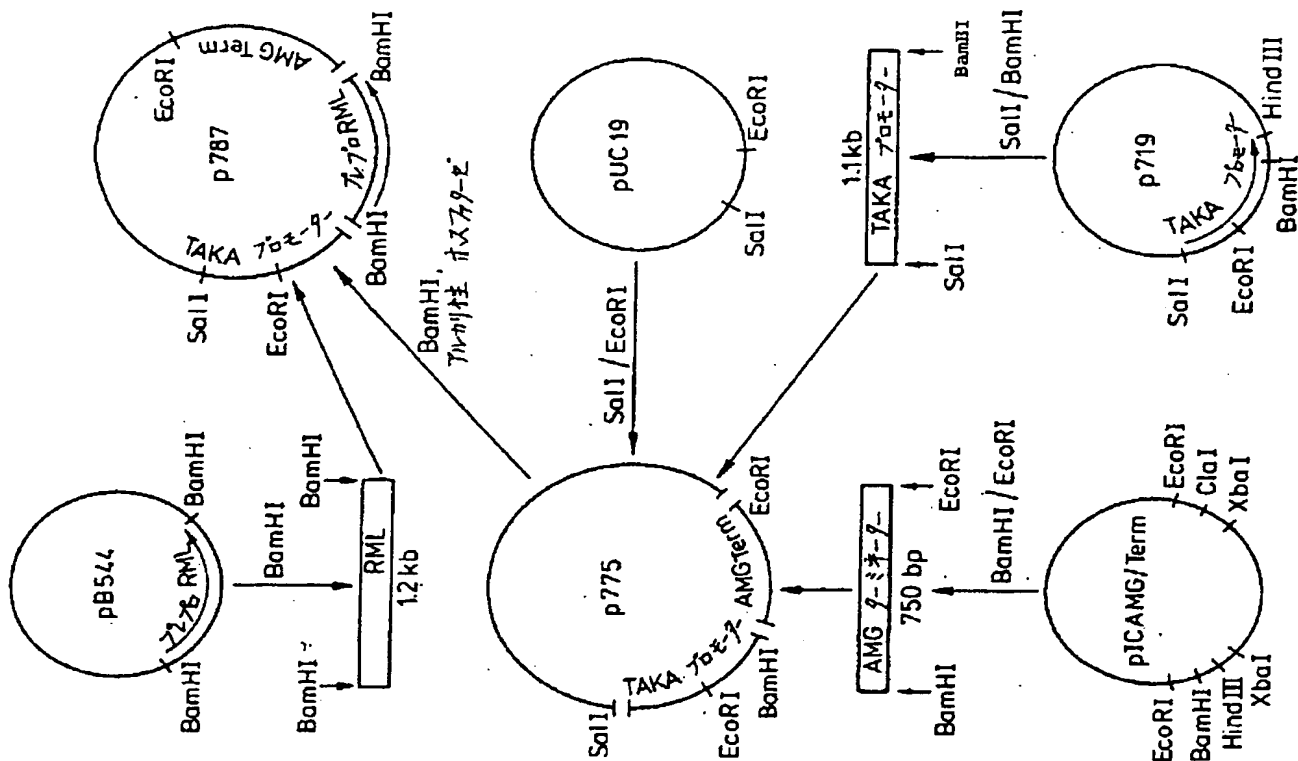 pB544
プレプロ RML
BamHI
BamHI
BamHI
BamHI
BamHI
RML
1.2 kb
p787
SalI
EcoRI
TAKA プロモーター
BamHI
プレプロRML
BamHI
AMG Term
EcoRI
BamHI,
アルカリ性 ホスファターゼ
p775
SalI
TAKA プロモーター
EcoRI
BamHI
AMG Term
EcoRI
SalI / EcoRI
pUC19
SalI
EcoRI
BamHI
AMG ターミネーター
750 bp
EcoRI
BamHI / EcoRI
pICAMG/Term
EcoRI
BamHI
HindIII
XbaI
EcoRI
ClaI
XbaI
SalI
TAKA プロモーター
1.1kb
BamHI
SalI/BamHI
p719
TAKA プロモーター
SalI
EcoRI
BamHI
HindIII